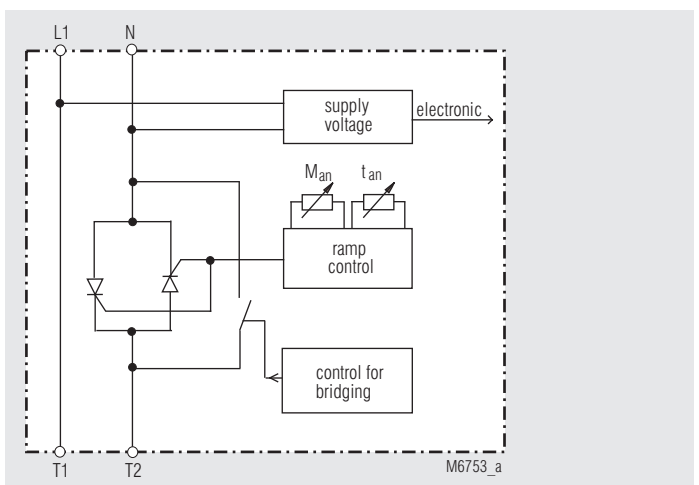 L1 N
supply
voltage
electronic
Man tan
ramp
control
control for
bridging
T1 T2
M6753_a